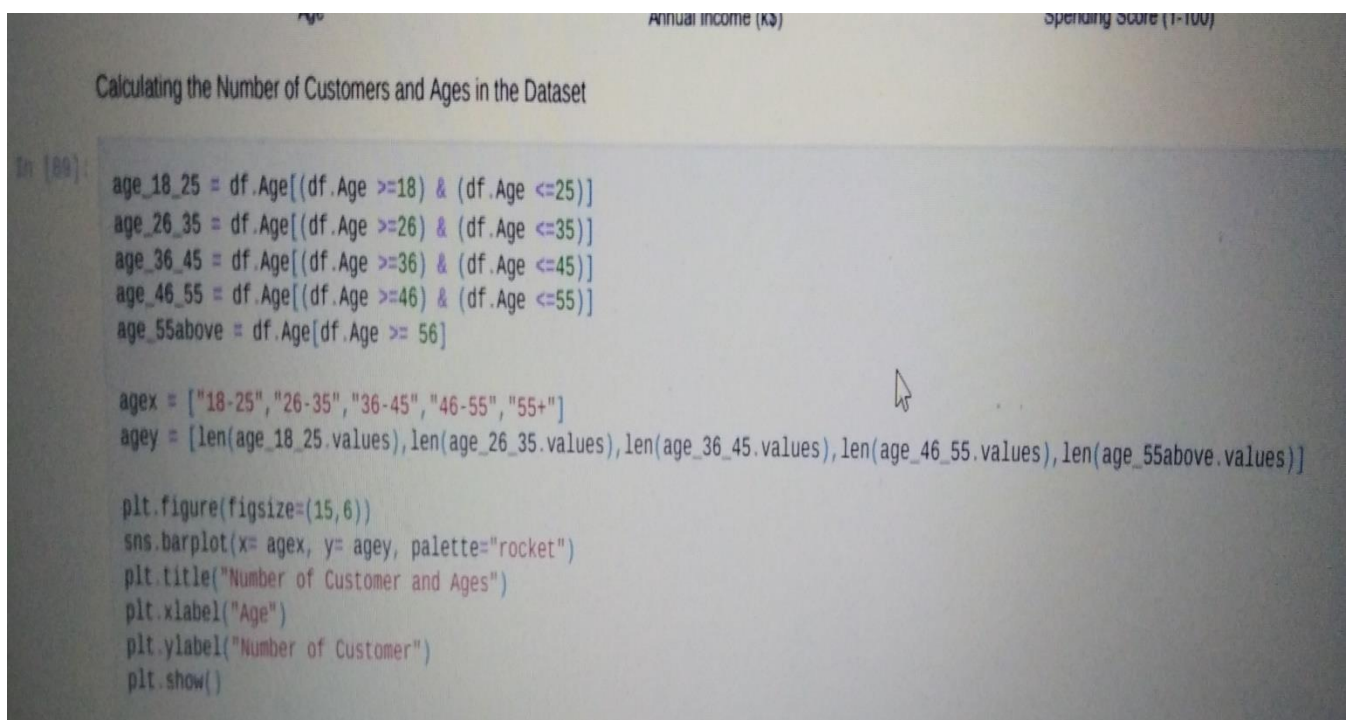 Age Annual Income (K$) Spending Score (1-100)
Calculating the Number of Customers and Ages in the Dataset
In [89]:
age_18_25 = df.Age[(df.Age >=18) & (df.Age <=25)]
age_26_35 = df.Age[(df.Age >=26) & (df.Age <=35)]
age_36_45 = df.Age[(df.Age >=36) & (df.Age <=45)]
age_46_55 = df.Age[(df.Age >=46) & (df.Age <=55)]
age_55above = df.Age[df.Age >= 56]
agex = ["18-25","26-35","36-45","46-55","55+"]
agey = [len(age_18_25.values),len(age_26_35.values),len(age_36_45.values),len(age_46_55.values),len(age_55above.values)]
plt.figure(figsize=(15,6))
sns.barplot(x= agex, y= agey, palette="rocket")
plt.title("Number of Customer and Ages")
plt.xlabel("Age")
plt.ylabel("Number of Customer")
plt.show()